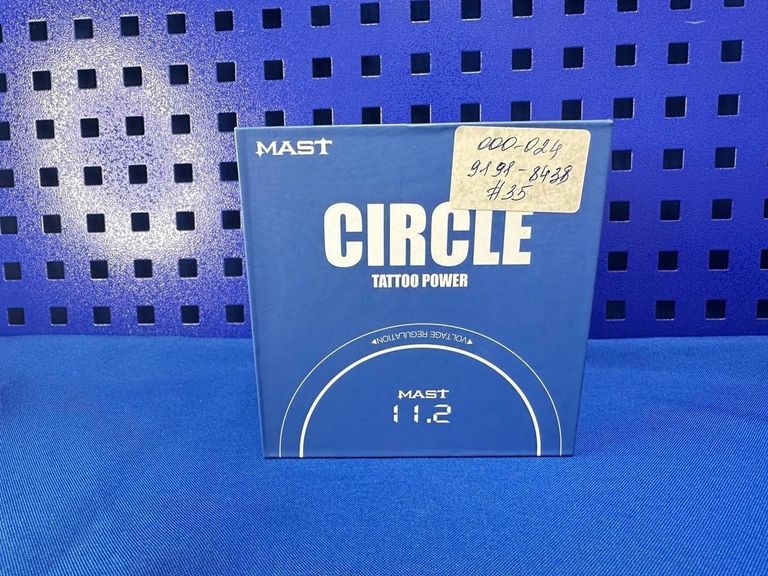 MAST
000-024
9191-8438
#35
CIRCLE
TATTOO POWER
◀VOLTAGE REGULATION▶
MAST
11.2